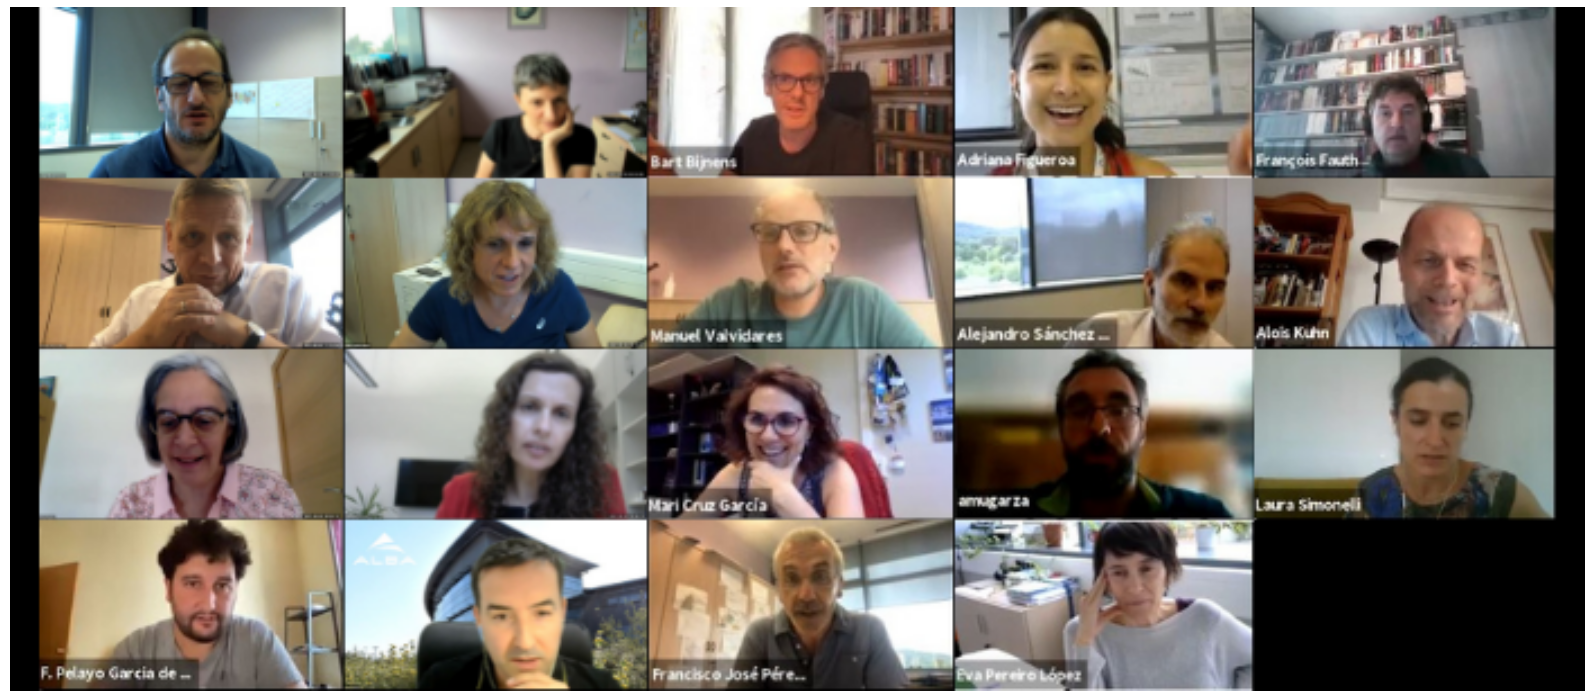 Bart Bijnens
Adriana Figueroa
François Fauth...
Manuel Valvidares
Alejandro Sánchez ...
Alois Kuhn
Mari Cruz García
amugarza
Laura Simonelli
F. Pelayo Garcia de ...
ALBA
Francisco José Pére...
Eva Pereiro López